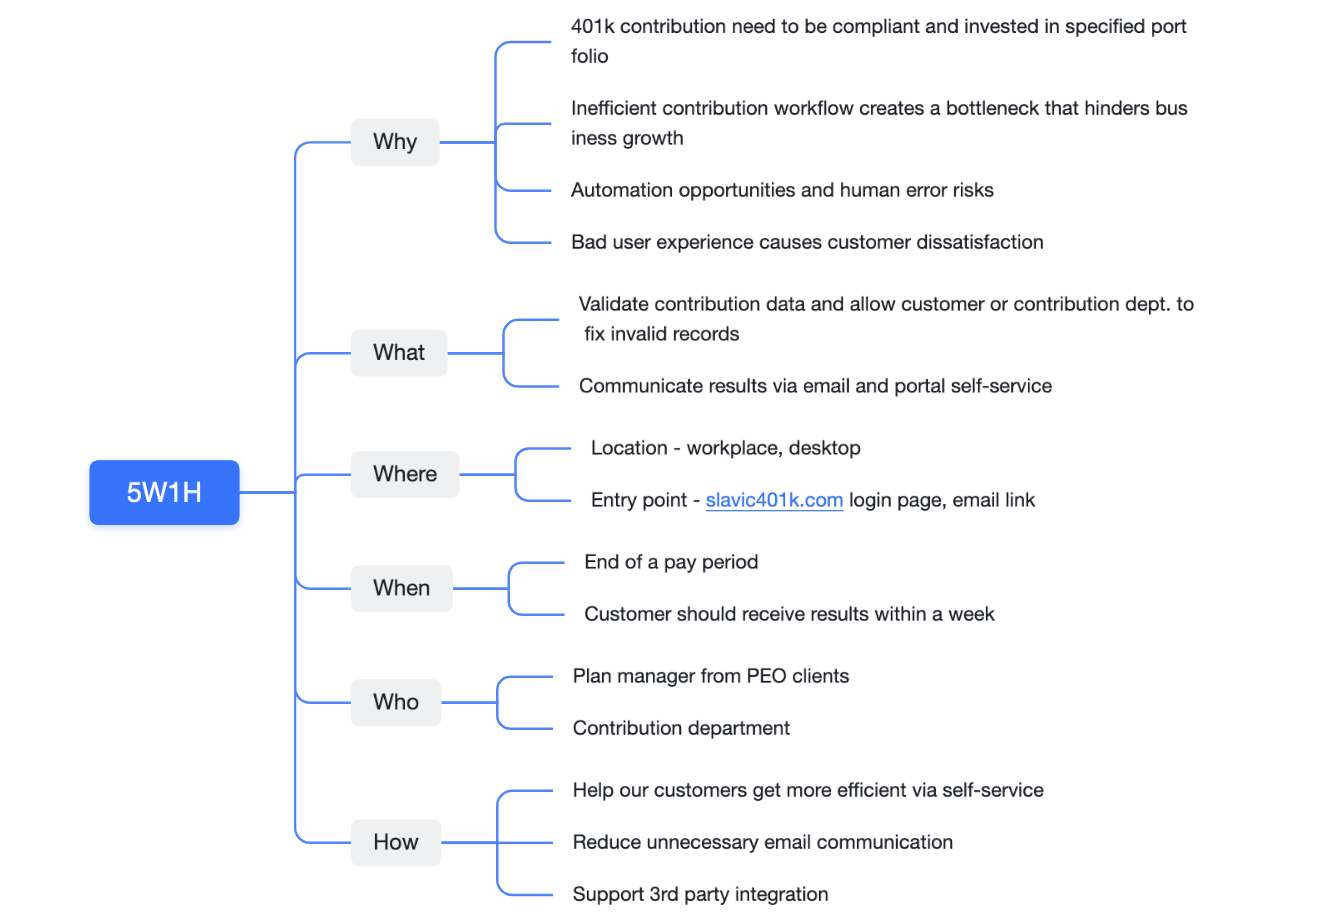 5W1H
Why
401k contribution need to be compliant and invested in specified port
folio
Inefficient contribution workflow creates a bottleneck that hinders bus
iness growth
Automation opportunities and human error risks
Bad user experience causes customer dissatisfaction
What
Validate contribution data and allow customer or contribution dept. to
fix invalid records
Communicate results via email and portal self-service
Where
Location - workplace, desktop
Entry point - slavic401k.com login page, email link
When
End of a pay period
Customer should receive results within a week
Who
Plan manager from PEO clients
Contribution department
How
Help our customers get more efficient via self-service
Reduce unnecessary email communication
Support 3rd party integration